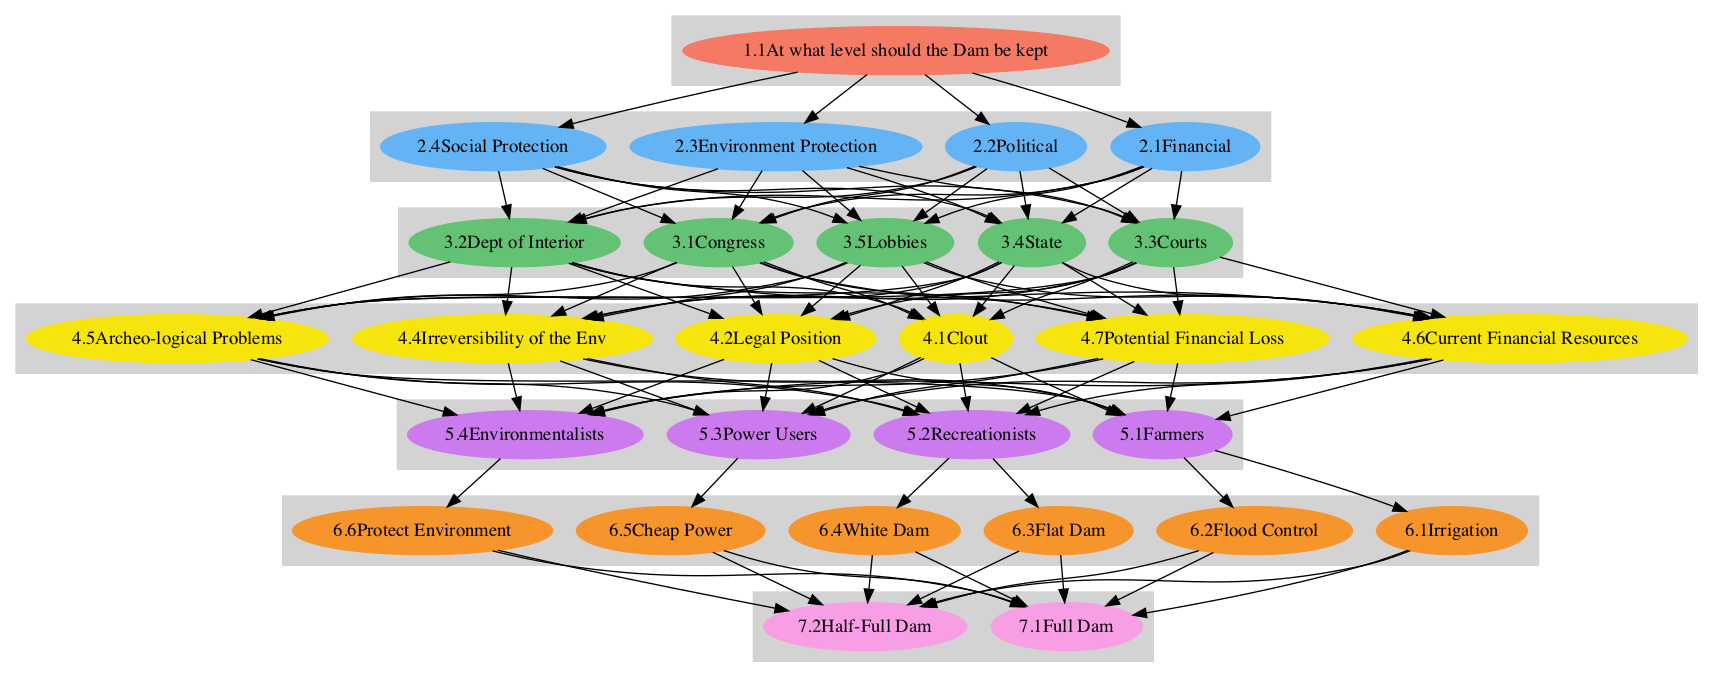 1.1At what level should the Dam be kept
2.4Social Protection
2.3Environment Protection
2.2Political
2.1Financial
3.2Dept of Interior
3.1Congress
3.5Lobbies
3.4State
3.3Courts
4.5Archeo-logical Problems
4.4Irreversibility of the Env
4.2Legal Position
4.1Clout
4.7Potential Financial Loss
4.6Current Financial Resources
5.4Environmentalists
5.3Power Users
5.2Recreationists
5.1Farmers
6.6Protect Environment
6.5Cheap Power
6.4White Dam
6.3Flat Dam
6.2Flood Control
6.1Irrigation
7.2Half-Full Dam
7.1Full Dam